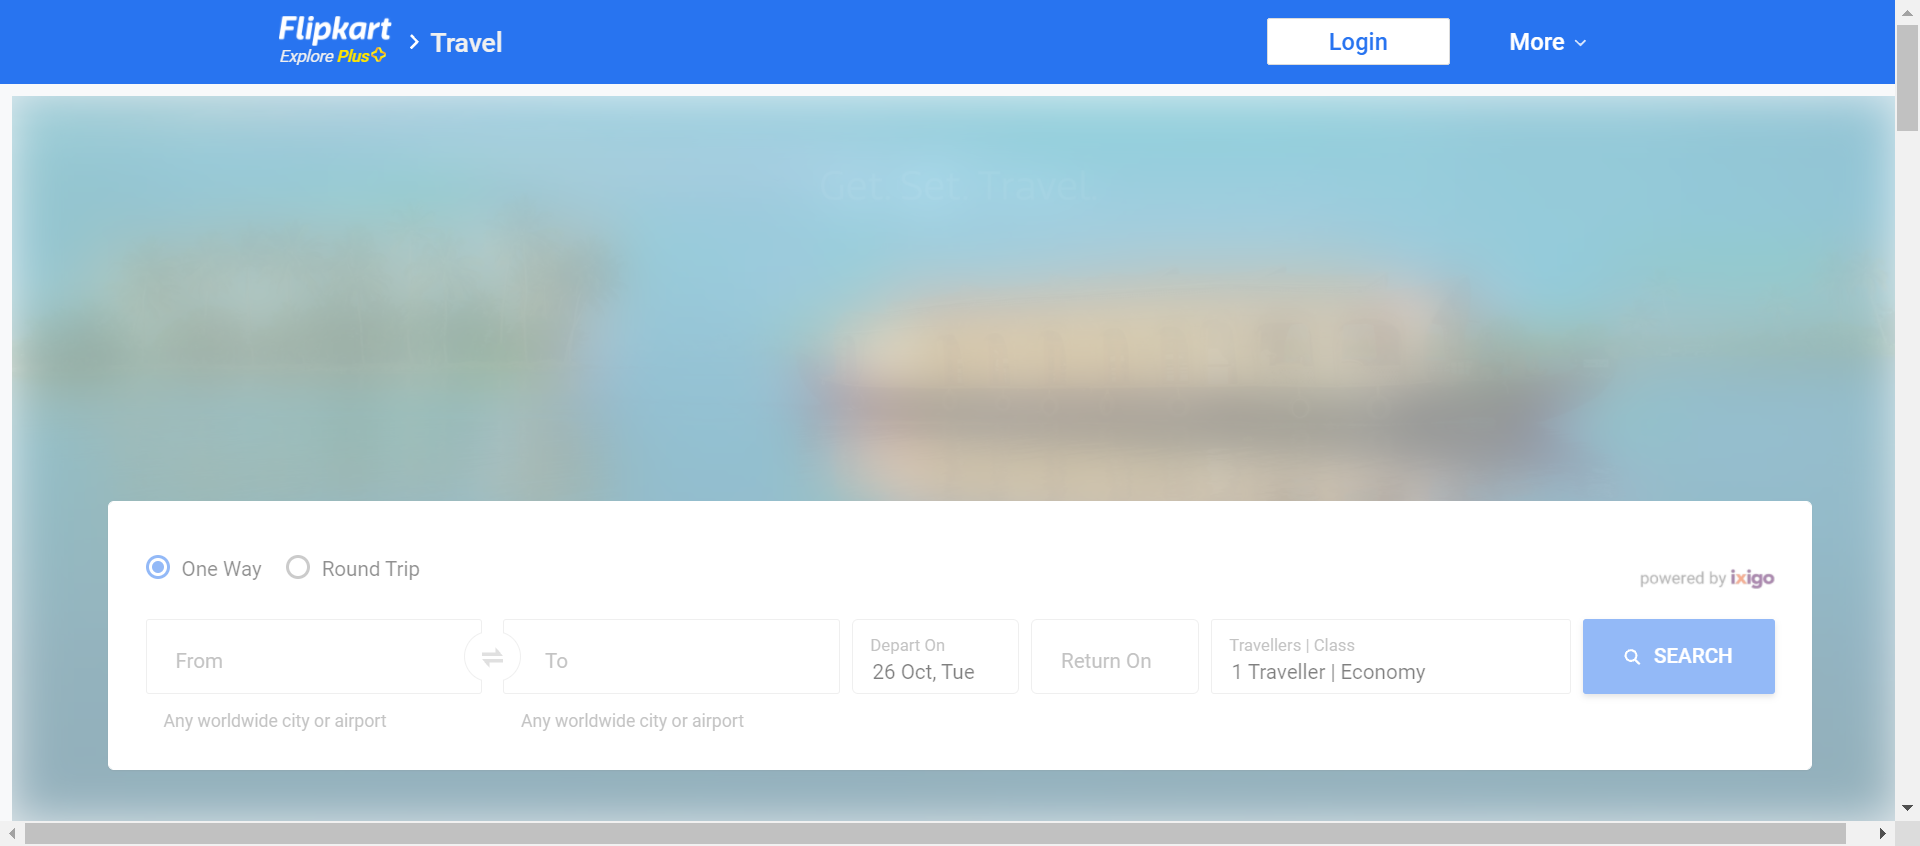 Flipkart
Explore Plus
Travel
Login
More
Get Set Travel
One Way
Round Trip
powered by ixigo
From
To
Depart On
26 Oct, Tue
Return On
Travellers | Class
1 Traveller | Economy
SEARCH
Any worldwide city or airport
Any worldwide city or airport